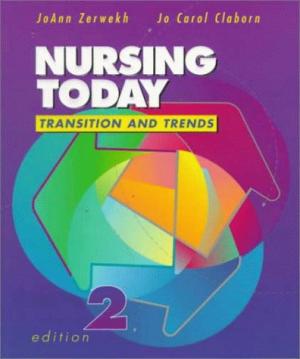 JoAnn Zerwekh Jo Carol Claborn
NURSING
TODAY
TRANSITION AND TRENDS
2
edition